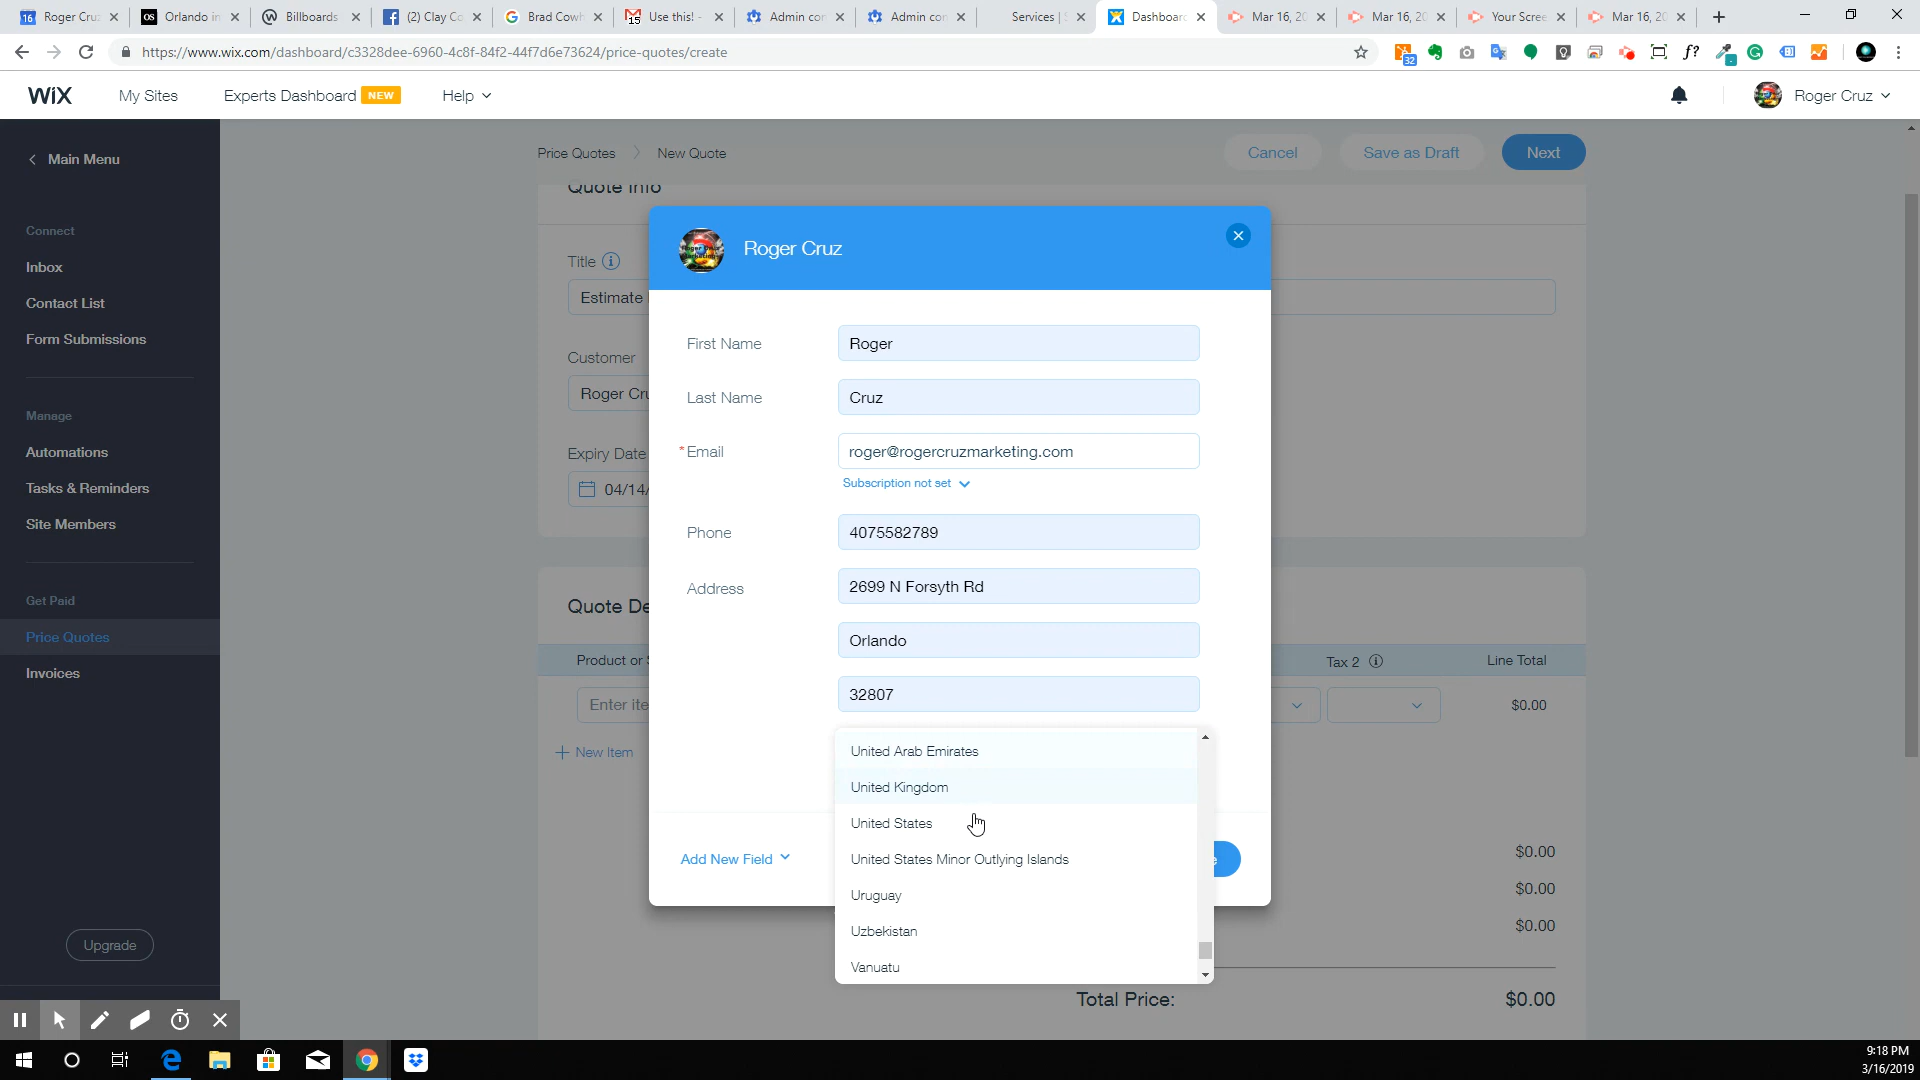 Roger Cruz
Orlando in
Billboards
(2) Clay Co
Brad Cowh
Use this! -
Admin con
Admin con
Services |
Dashboard
Mar 16, 20
Mar 16, 20
Your Scree
Mar 16, 20
https://www.wix.com/dashboard/c3328dee-6960-4c8f-84f2-44f7d6e73624/price-quotes/create
32
WiX
My Sites
Experts Dashboard NEW
Help
Roger Cruz
Main Menu
Connect
Inbox
Contact List
Form Submissions
Manage
Automations
Tasks & Reminders
Site Members
Get Paid
Price Quotes
Invoices
Upgrade
Price Quotes > New Quote
Cancel
Save as Draft
Next
Quote Info
Title
Estimate
Customer
Roger Cru
Expiry Date
04/14/
Quote De
Product or
Tax 2
Line Total
Enter ite
$0.00
+ New Item
$0.00
$0.00
$0.00
Total Price:
$0.00
Roger Cruz
First Name
Roger
Last Name
Cruz
*Email
roger@rogercruzmarketing.com
Subscription not set
Phone
4075582789
Address
2699 N Forsyth Rd
Orlando
32807
United Arab Emirates
United Kingdom
United States
United States Minor Outlying Islands
Uruguay
Uzbekistan
Vanuatu
Add New Field
9:18 PM
3/16/2019